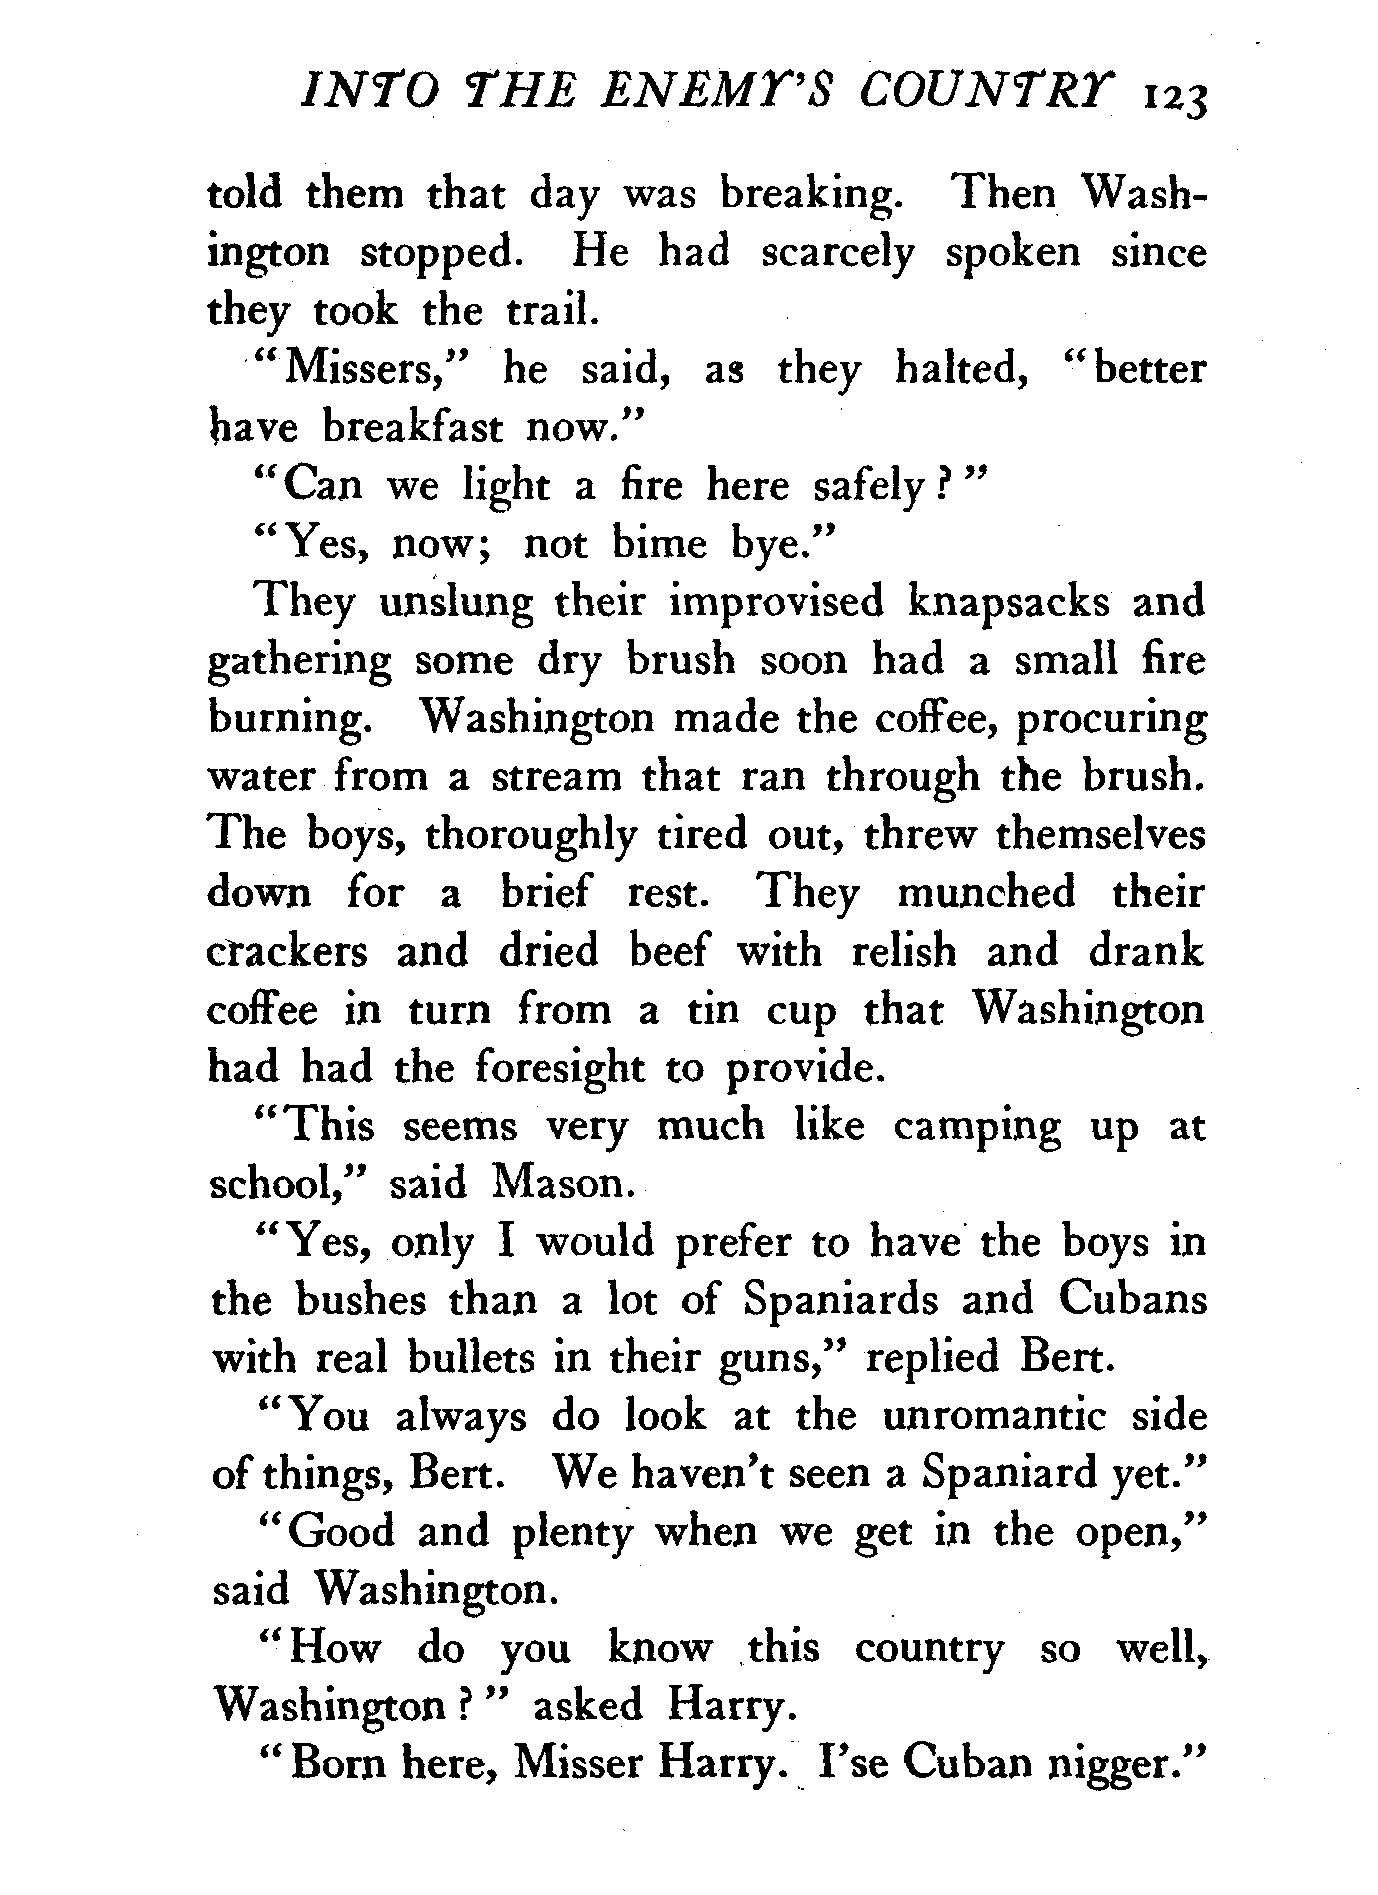 INTO THE ENEMY'S COUNTRY 123
told them that day was breaking. Then Wash-
ington stopped. He had scarcely spoken since
they took the trail.
"Missers," he said, as they halted, "better
have breakfast now."
"Can we light a fire here safely?"
"Yes, now; not bime bye."
They unslung their improvised knapsacks and
gathering some dry brush soon had a small fire
burning. Washington made the coffee, procuring
water from a stream that ran through the brush.
The boys, thoroughly tired out, threw themselves
down for a brief rest. They munched their
crackers and dried beef with relish and drank
coffee in turn from a tin cup that Washington
had had the foresight to provide.
"This seems very much like camping up at
school," said Mason.
"Yes, only I would prefer to have the boys in
the bushes than a lot of Spaniards and Cubans
with real bullets in their guns," replied Bert.
"You always do look at the unromantic side
of things, Bert. We haven't seen a Spaniard yet."
"Good and plenty when we get in the open,"
said Washington.
"How do you know this country so well,
Washington?" asked Harry.
"Born here, Misser Harry. I'se Cuban nigger."